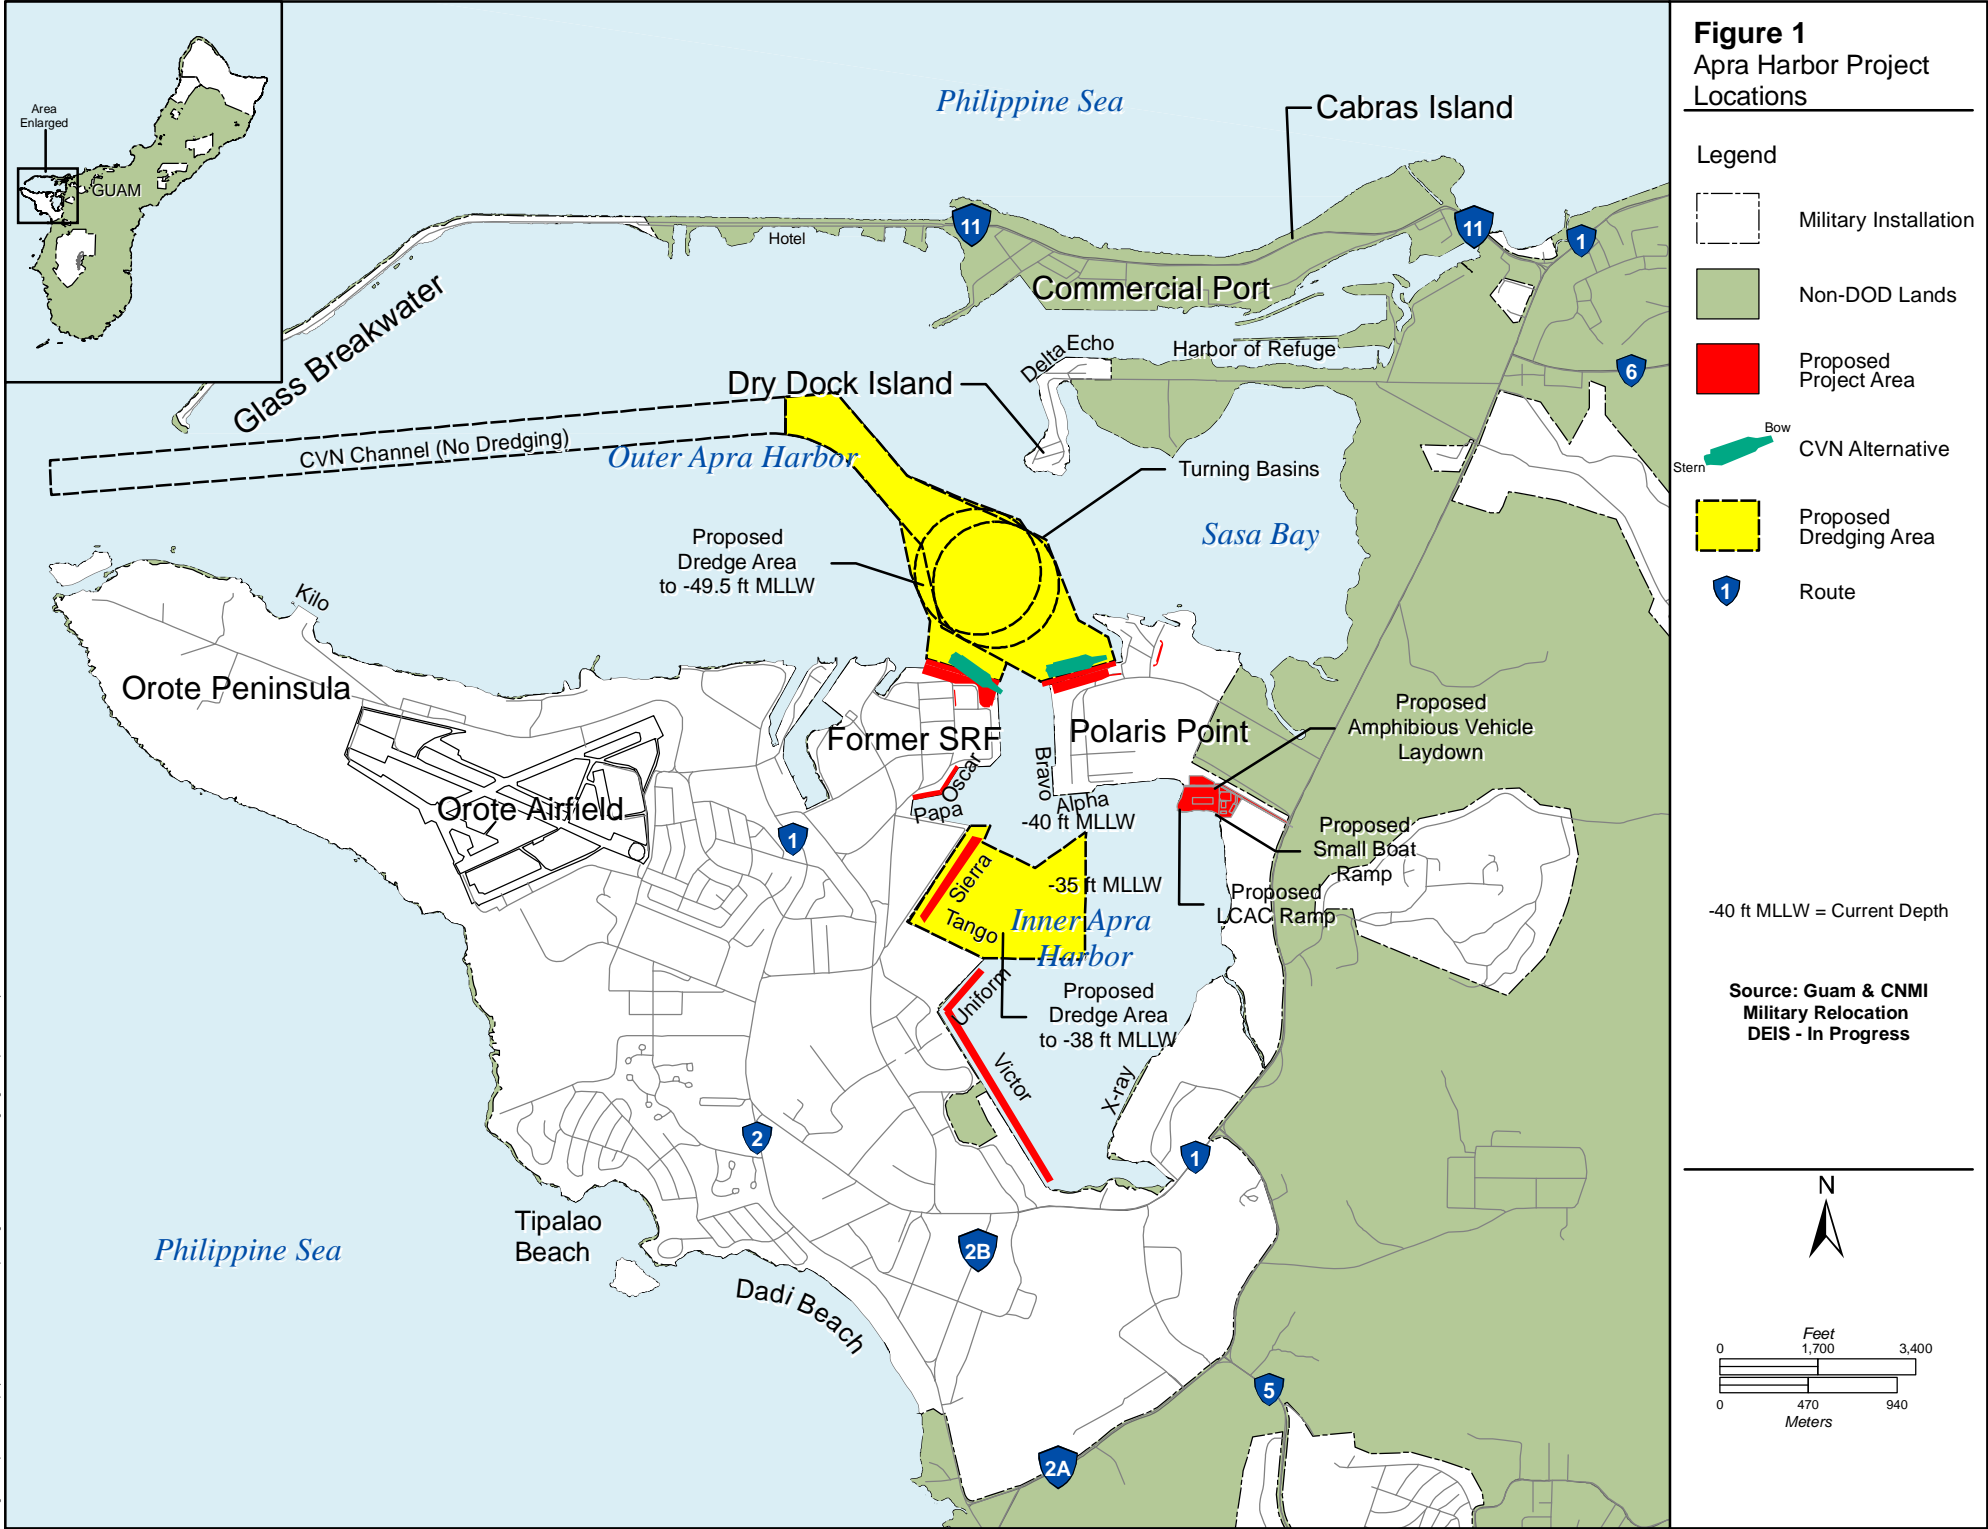 Figure 1
Apra Harbor Project
Locations
Legend
Military Installation
Non-DOD Lands
Proposed
Project Area
Bow
Stern
CVN Alternative
Proposed
Dredging Area
1
Route
-40 ft MLLW = Current Depth
Source: Guam & CNMI
Military Relocation
DEIS - In Progress
N
Feet
0 1,700 3,400
0 470 940
Meters
Area
Enlarged
GUAM
Philippine Sea
Cabras Island
11
11
1
Hotel
Commercial Port
Glass Breakwater
Delta
Echo
Harbor of Refuge
6
Dry Dock Island
CVN Channel (No Dredging)
Outer Apra Harbor
Turning Basins
Sasa Bay
Proposed
Dredge Area
to -49.5 ft MLLW
Kilo
Orote Peninsula
Former SRF
Polaris Point
Proposed
Amphibious Vehicle
Laydown
Orote Airfield
1
Oscar
Papa
Bravo
Alpha
-40 ft MLLW
Proposed
Small Boat
Ramp
Proposed
LCAC Ramp
Sierra
-35 ft MLLW
Tango
Inner Apra
Harbor
Uniform
Proposed
Dredge Area
to -38 ft MLLW
Victor
X-ray
2
1
Tipalao
Beach
Philippine Sea
2B
Dadi Beach
5
2A